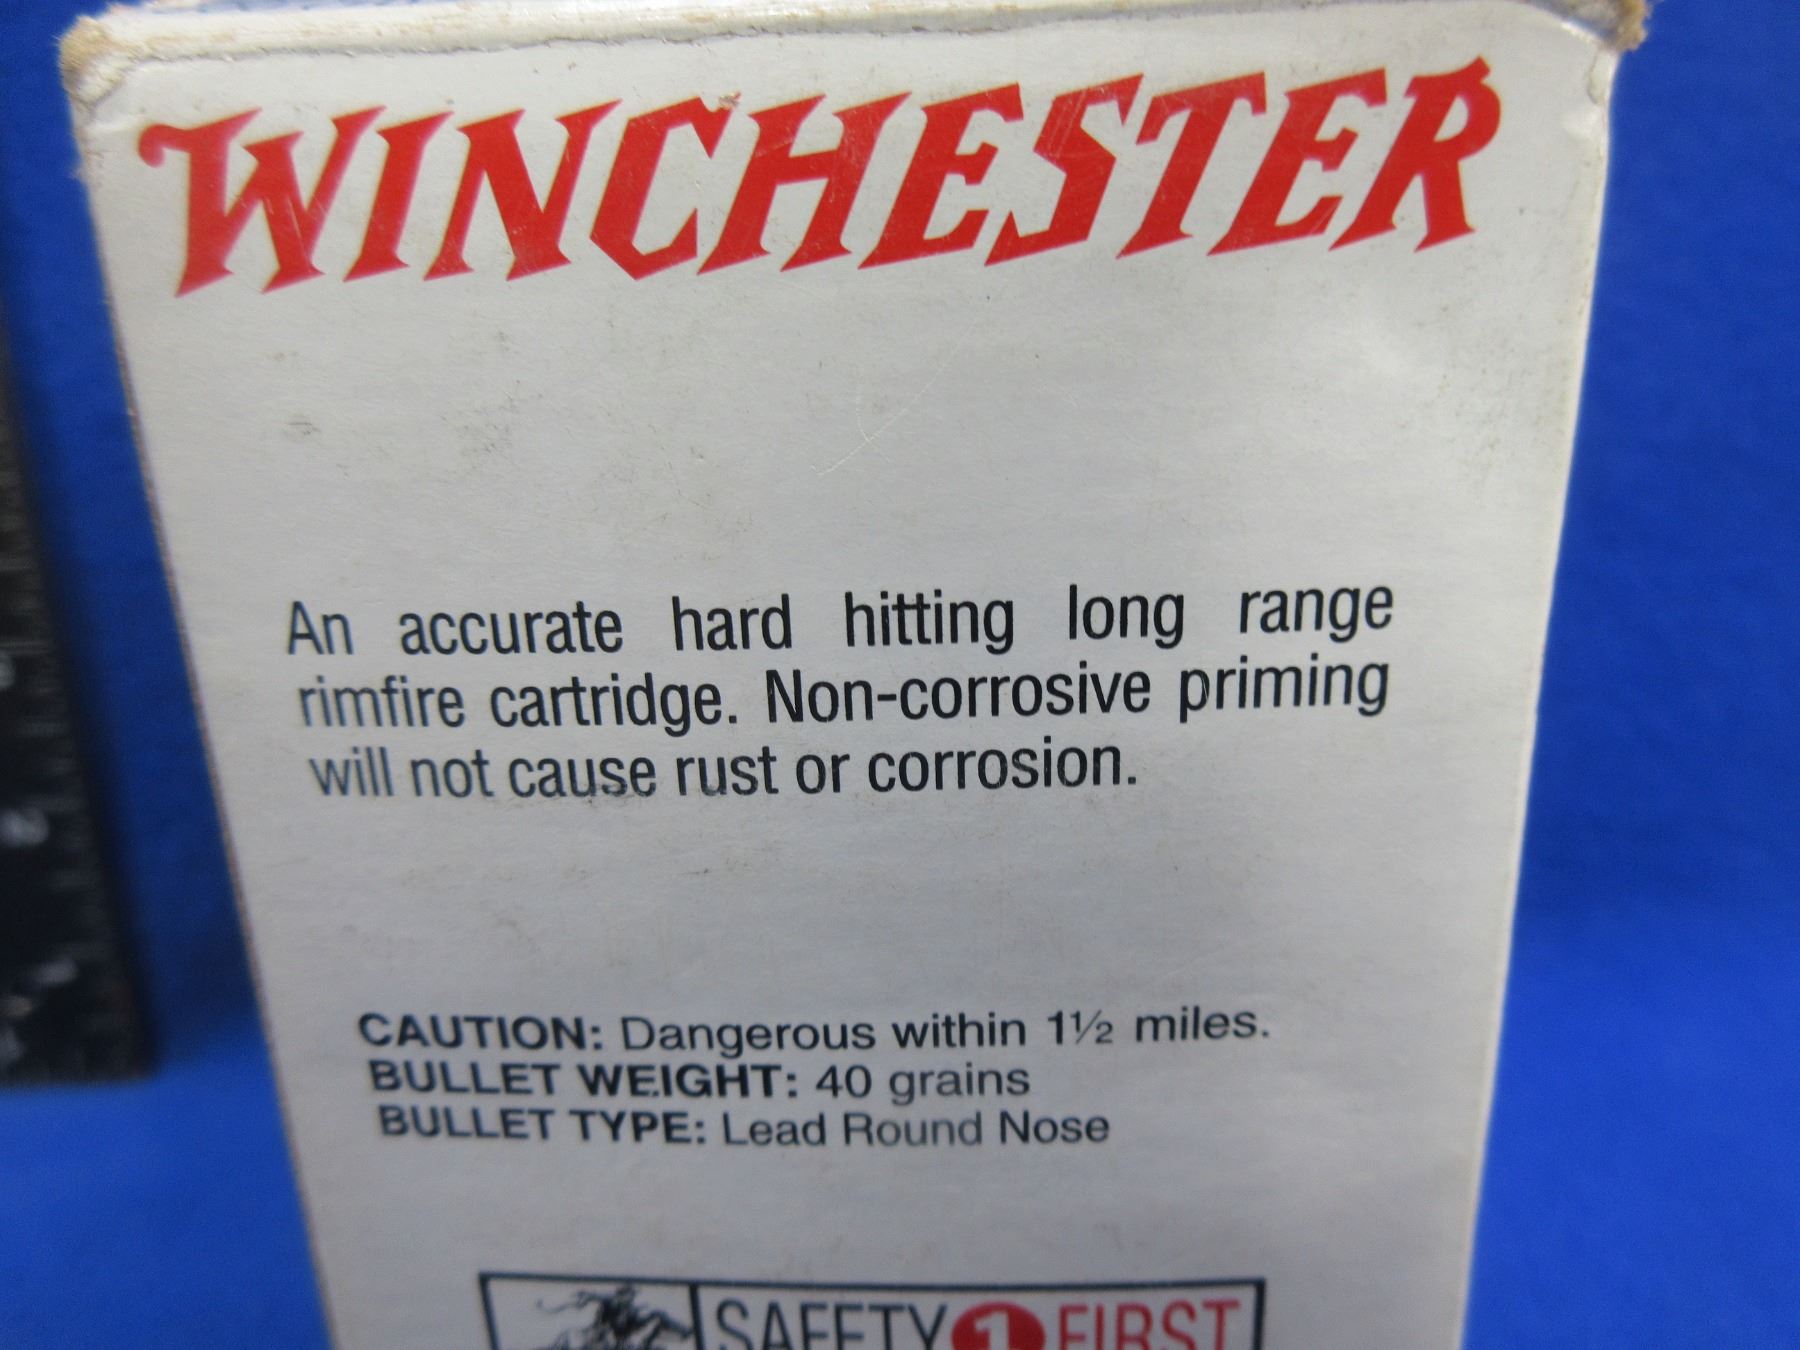 WINCHESTER
An accurate hard hitting long range
rimfire cartridge. Non-corrosive priming
will not cause rust or corrosion.
CAUTION: Dangerous within 1½ miles.
BULLET WEIGHT: 40 grains
BULLET TYPE: Lead Round Nose
SAFETY 1 FIRST